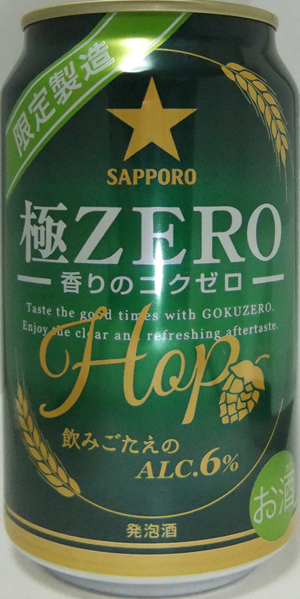 限定製造
SAPPORO
極ZERO
香りのコクゼロ
Taste the good times with GOKUZERO.
Enjoy the clear and refreshing aftertaste.
Hop
飲みごたえの
ALC.6%
お酒
発泡酒